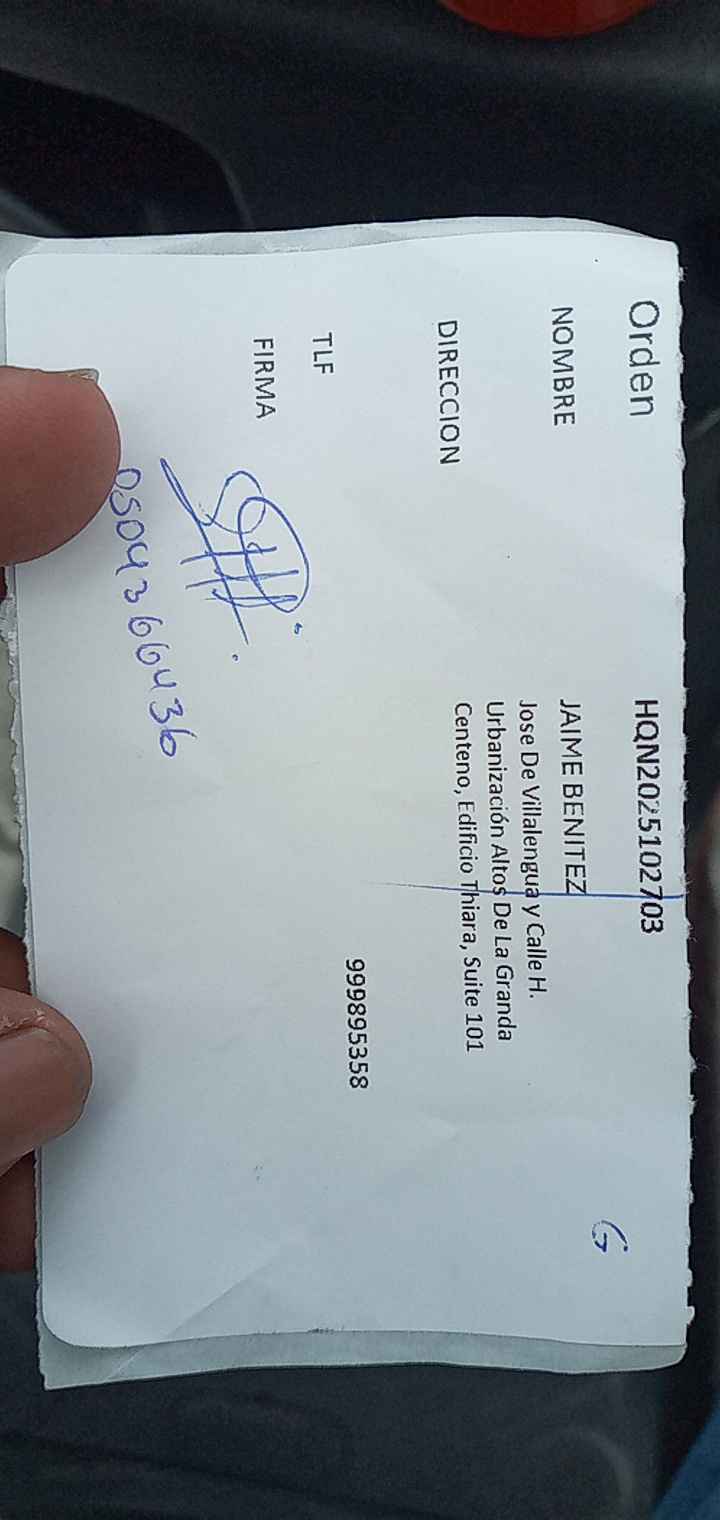 Orden HQN2025102703
G
NOMBRE JAIME BENITEZ
Jose De Villalengua y Calle H.
Urbanización Altos De La Granda
DIRECCION Centeno, Edificio Thiara, Suite 101
TLF 999895358
FIRMA
0504366436